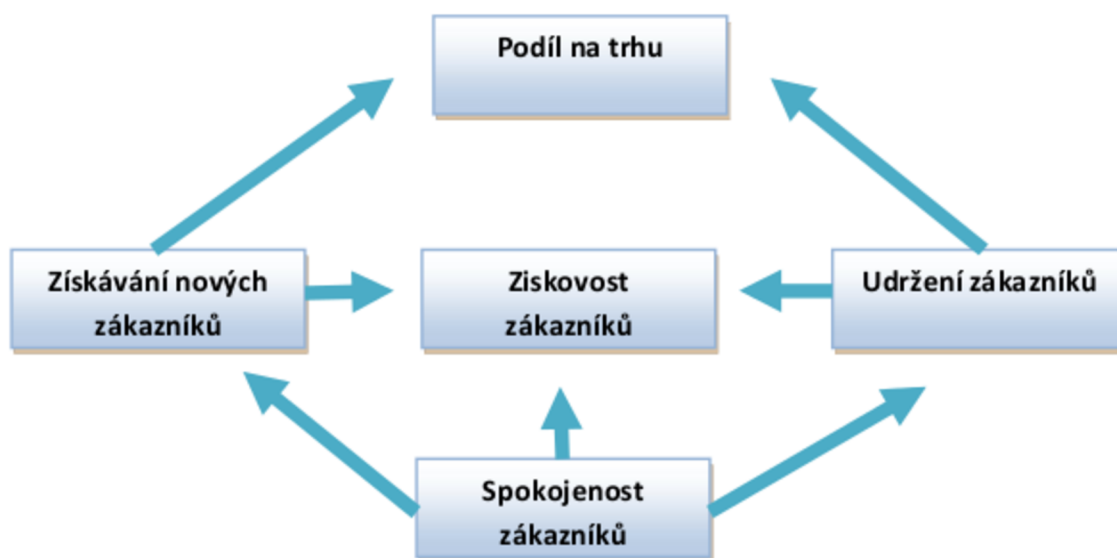 Podíl na trhu
Získávání nových
zákazníků
Ziskovost
zákazníků
Udržení zákazníků
Spokojenost
zákazníků